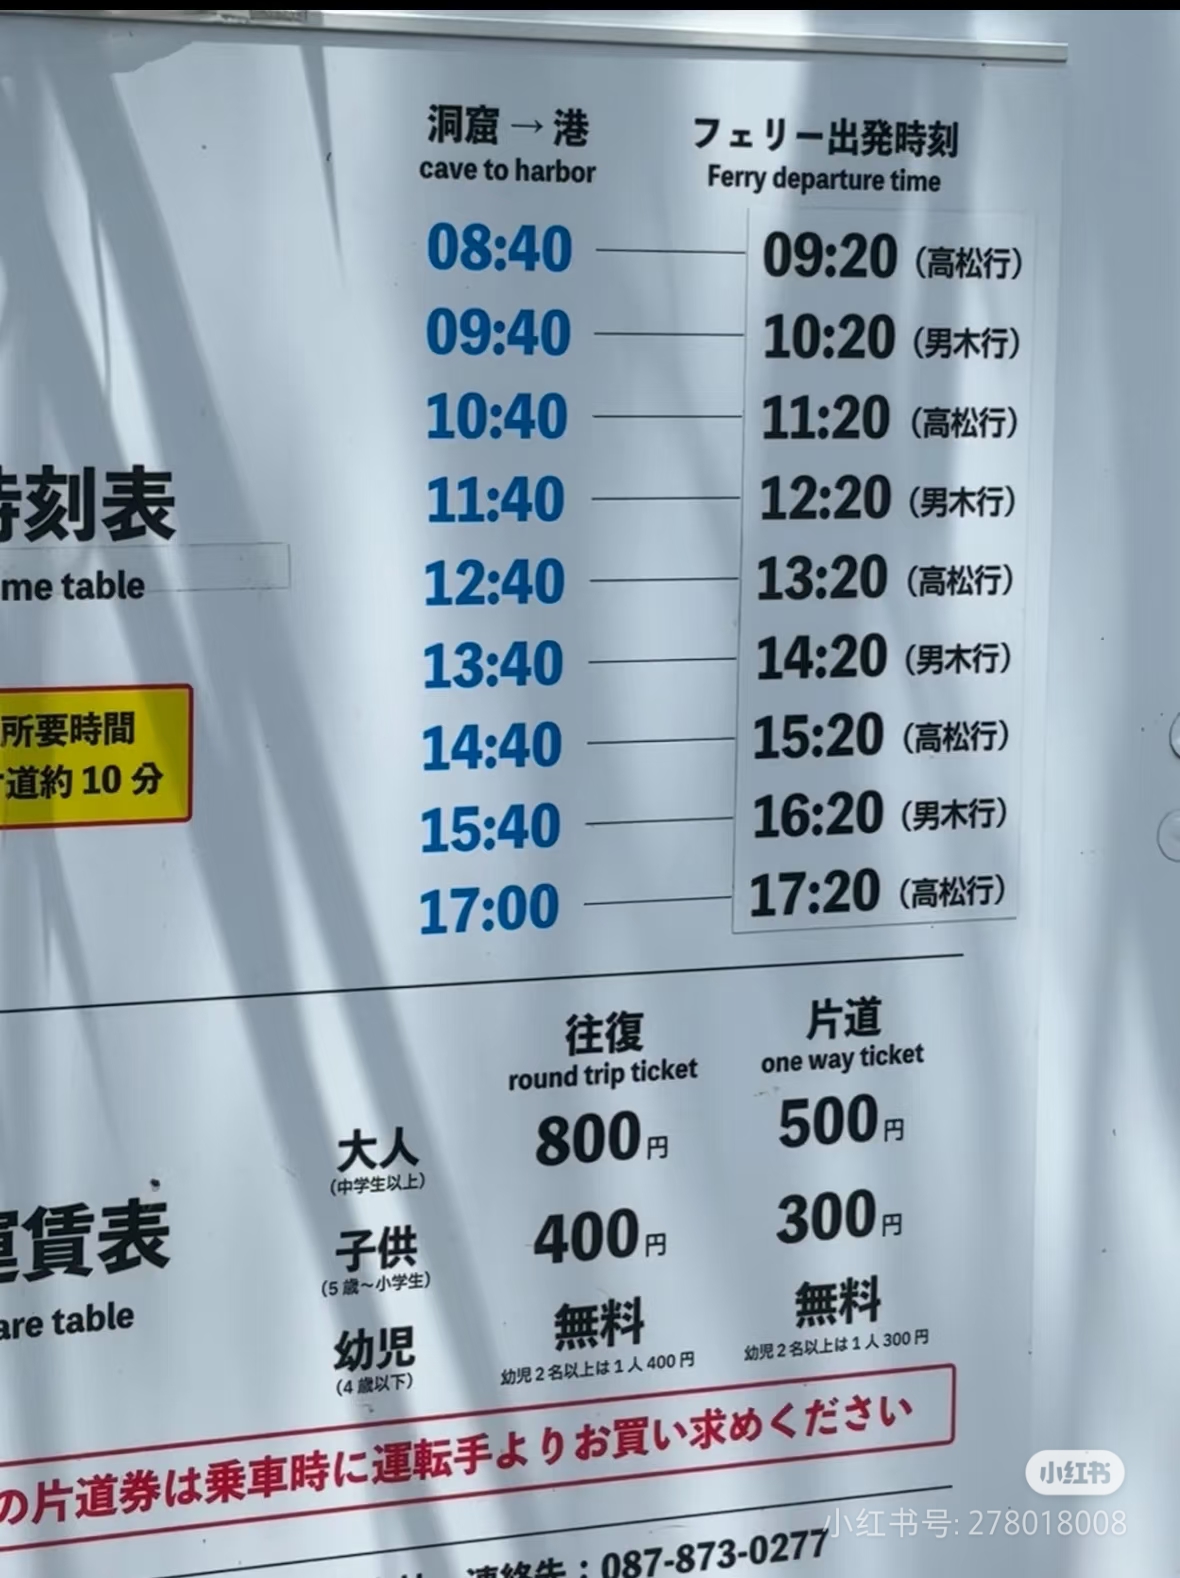 洞窟 → 港 フェリー出発時刻
cave to harbor Ferry departure time
08:40 09:20 (高松行)
09:40 10:20 (男木行)
10:40 11:20 (高松行)
11:40 12:20 (男木行)
12:40 13:20 (高松行)
13:40 14:20 (男木行)
14:40 15:20 (高松行)
15:40 16:20 (男木行)
17:00 17:20 (高松行)
時刻表
me table
所要時間
道約 10 分
往復 片道
round trip ticket one way ticket
大人 800円 500円
(中学生以上)
子供 400円 300円
(5 歳~小学生)
幼児 無料 無料
(4 歳以下) 幼児 2 名以上は 1 人 400 円 幼児 2 名以上は 1 人 300 円
運賃表
are table
の片道券は乗車時に運転手よりお買い求めください
連絡先:087-873-0277
小红书
小红书号: 278018008